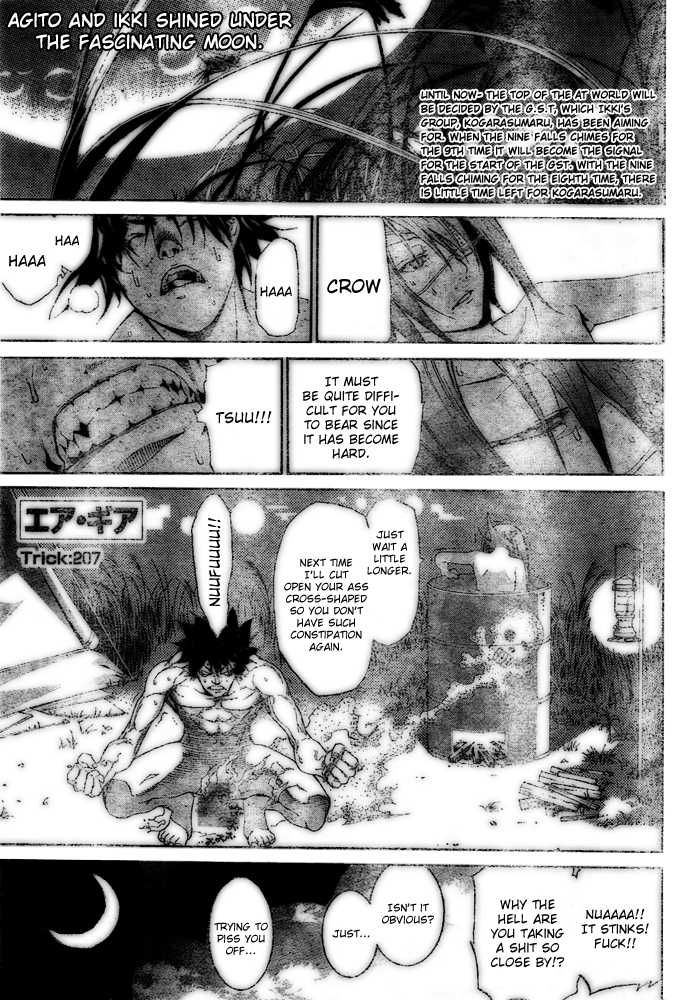 AGITO AND IKKI SHINED UNDER
THE FASCINATING MOON.
UNTIL NOW- THE TOP OF THE AT WORLD WILL
BE DECIDED BY THE G.S.T, WHICH IKKI'S
GROUP, KOGARASUMARU, HAS BEEN AIMING
FOR. WHEN THE NINE FALLS CHIMES FOR
THE 9TH TIME IT WILL BECOME THE SIGNAL
FOR THE START OF THE GST. WITH THE NINE
FALLS CHIMING FOR THE EIGHTH TIME, THERE
IS LITTLE TIME LEFT FOR KOGARASUMARU.
CROW
HAAA
HAA
HAAA
IT MUST
BE QUITE DIFFI-
CULT FOR YOU
TO BEAR SINCE
IT HAS BECOME
HARD.
TSUU!!!
エア・ギア
Trick:207
JUST
WAIT A
LITTLE
LONGER.
NEXT TIME
I'LL CUT
OPEN YOUR ASS
CROSS-SHAPED
SO YOU DON'T
HAVE SUCH
CONSTIPATION
AGAIN.
NUUFUUUU!!
NUAAAA!!
IT STINKS!
FUCK!!
WHY THE
HELL ARE
YOU TAKING
A SHIT SO
CLOSE BY!?
ISN'T IT
OBVIOUS?
JUST...
TRYING TO
PISS YOU
OFF...